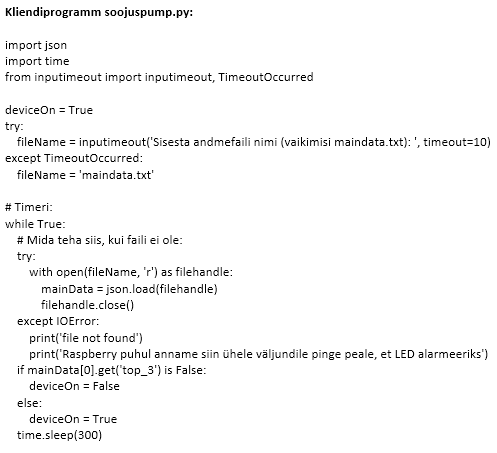 Kliendiprogramm soojuspump.py:

import json
import time
from inputimeout import inputimeout, TimeoutOccurred

deviceOn = True
try:
    fileName = inputimeout('Sisesta andmefaili nimi (vaikimisi maindata.txt): ', timeout=10)
except TimeoutOccurred:
    fileName = 'maindata.txt'

# Timeri:
while True:
    # Mida teha siis, kui faili ei ole:
    try:
        with open(fileName, 'r') as filehandle:
            mainData = json.load(filehandle)
            filehandle.close()
    except IOError:
        print('file not found')
        print('Raspberry puhul anname siin ühele väljundile pinge peale, et LED alarmeeriks')
    if mainData[0].get('top_3') is False:
        deviceOn = False
    else:
        deviceOn = True
    time.sleep(300)